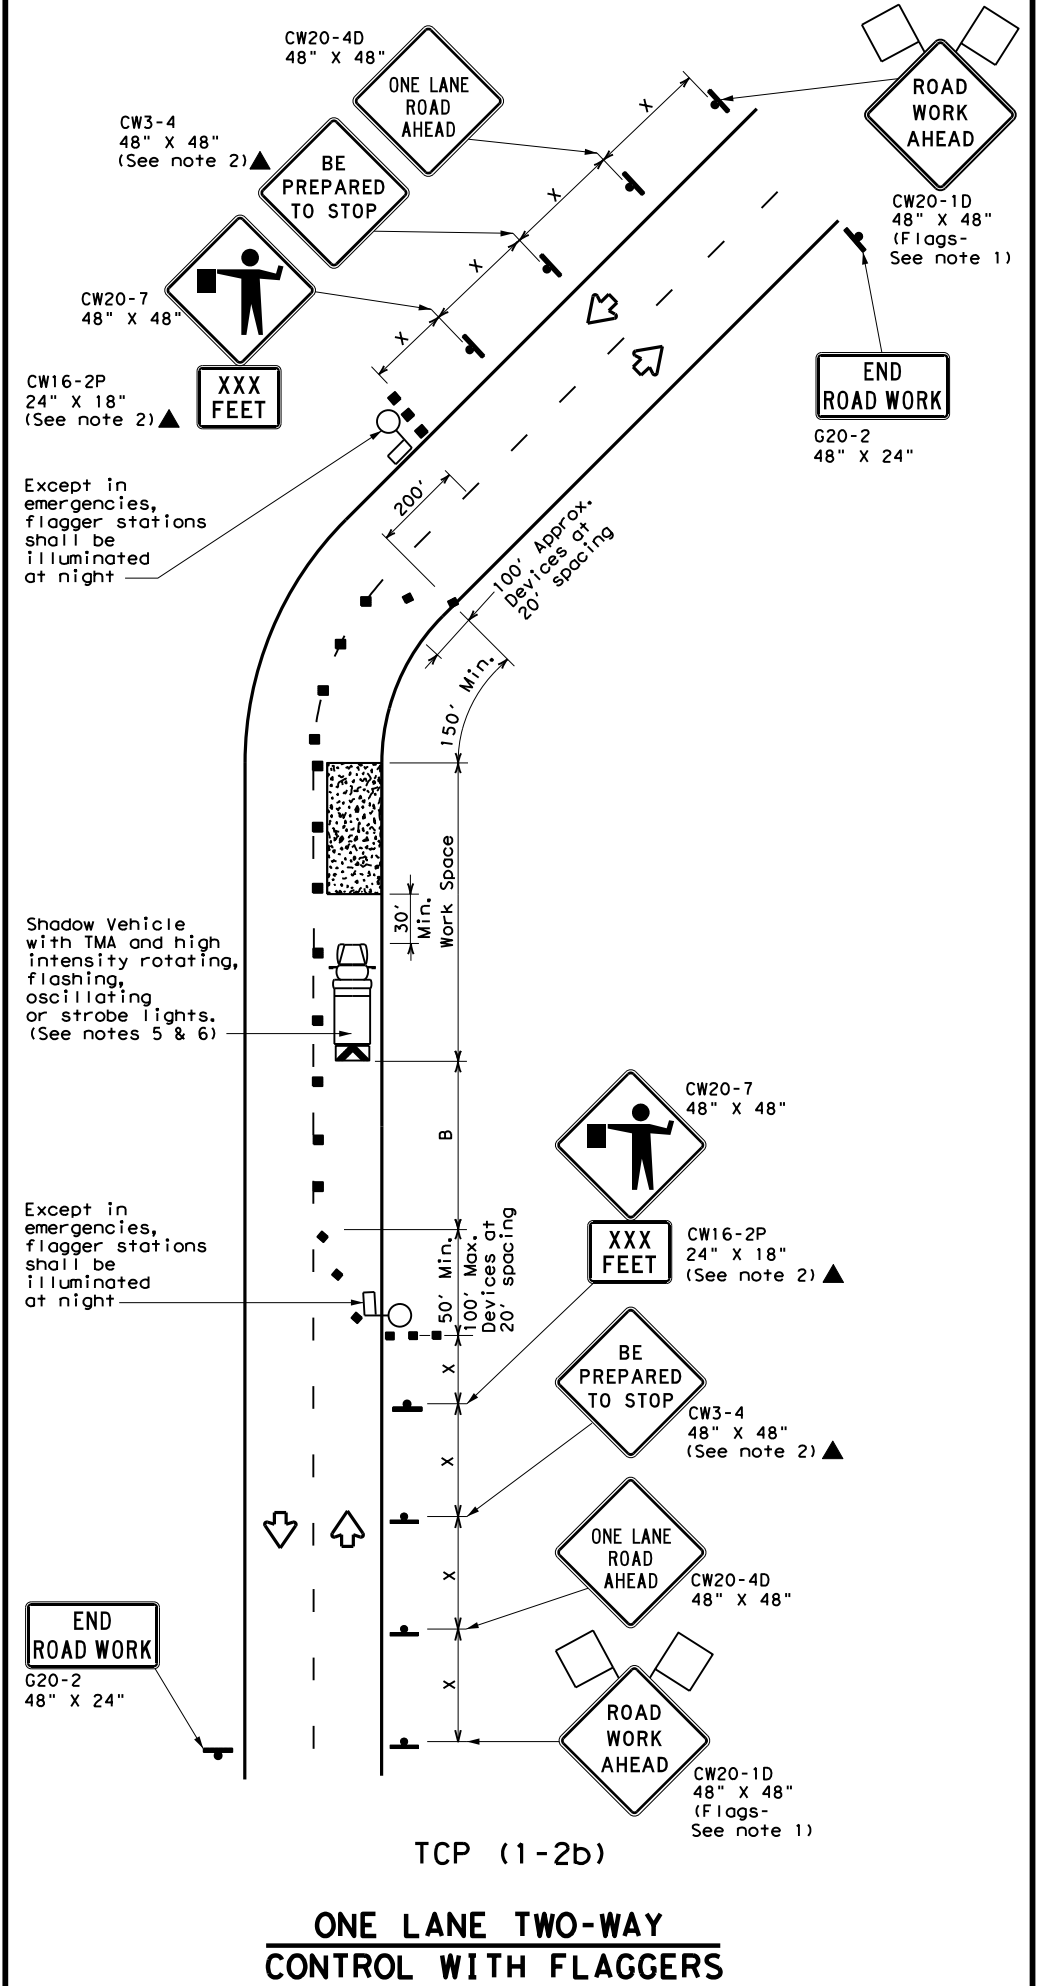 CW20-4D
48" X 48"
ONE LANE
ROAD
AHEAD
ROAD
WORK
AHEAD
CW20-1D
48" X 48"
(Flags-
See note 1)
CW3-4
48" X 48"
(See note 2)
BE
PREPARED
TO STOP
X
X
X
X
CW20-7
48" X 48"
CW16-2P
24" X 18"
(See note 2)
XXX
FEET
END
ROAD WORK
G20-2
48" X 24"
Except in
emergencies,
flagger stations
shall be
illuminated
at night
200'
100' Approx.
Devices at
20' spacing
150' Min.
Work Space
30'
Min.
Shadow Vehicle
with TMA and high
intensity rotating,
flashing,
oscillating
or strobe lights.
(See notes 5 & 6)
B
CW20-7
48" X 48"
XXX
FEET
CW16-2P
24" X 18"
(See note 2)
Except in
emergencies,
flagger stations
shall be
illuminated
at night
50' Min.
100' Max.
Devices at
20' spacing
X
BE
PREPARED
TO STOP
CW3-4
48" X 48"
(See note 2)
X
ONE LANE
ROAD
AHEAD
CW20-4D
48" X 48"
X
END
ROAD WORK
G20-2
48" X 24"
X
ROAD
WORK
AHEAD
CW20-1D
48" X 48"
(Flags-
See note 1)
TCP (1-2b)
ONE LANE TWO-WAY
CONTROL WITH FLAGGERS